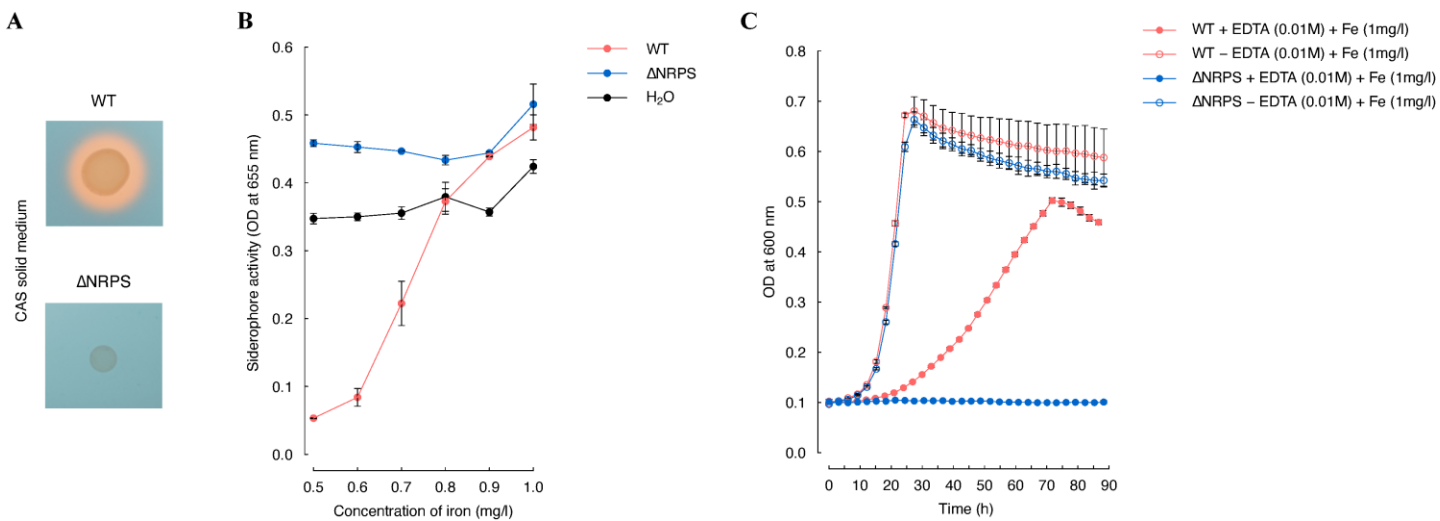 A
WT
CAS solid medium
ΔNRPS
B
WT
ΔNRPS
H₂O
Siderophore activity (OD at 655 nm)
0.6
0.5
0.4
0.3
0.2
0.1
0.0
0.5 0.6 0.7 0.8 0.9 1.0
Concentration of iron (mg/l)
C
WT + EDTA (0.01M) + Fe (1mg/l)
WT – EDTA (0.01M) + Fe (1mg/l)
ΔNRPS + EDTA (0.01M) + Fe (1mg/l)
ΔNRPS – EDTA (0.01M) + Fe (1mg/l)
OD at 600 nm
0.8
0.7
0.6
0.5
0.4
0.3
0.2
0.1
0.0
0 10 20 30 40 50 60 70 80 90
Time (h)